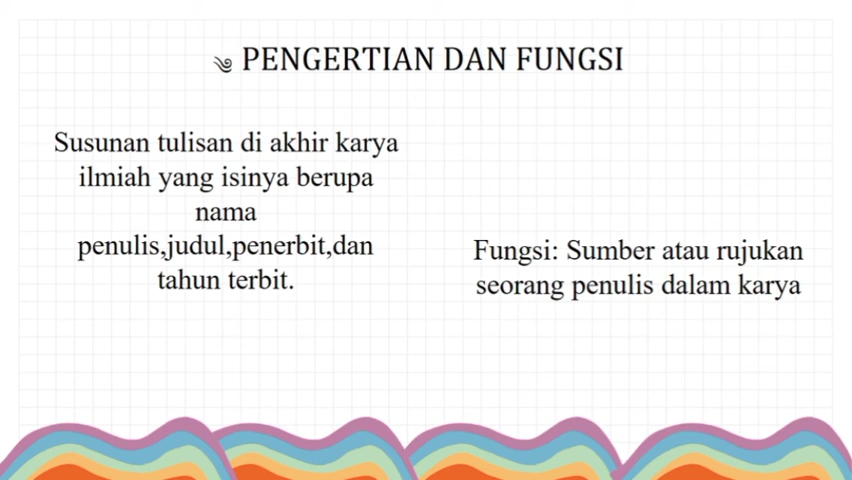 PENGERTIAN DAN FUNGSI
Susunan tulisan di akhir karya
ilmiah yang isinya berupa
nama
penulis,judul,penerbit,dan
tahun terbit.
Fungsi: Sumber atau rujukan
seorang penulis dalam karya